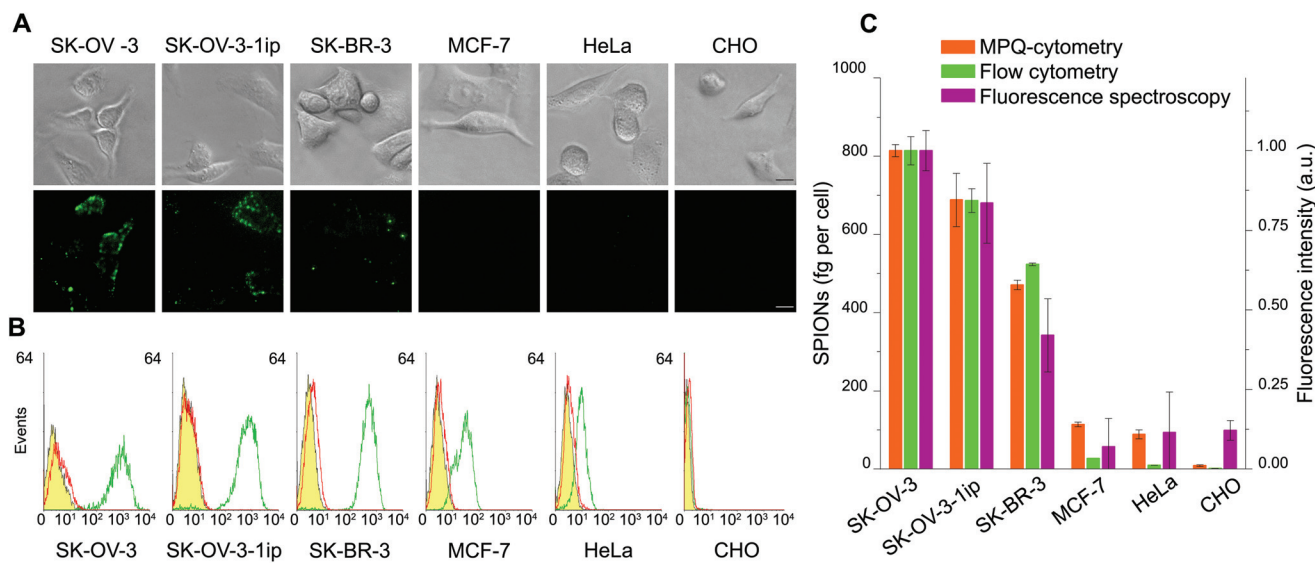 A
SK-OV -3 SK-OV-3-1ip SK-BR-3 MCF-7 HeLa CHO
B
Events
64 64 64 64 64 64
0 10¹ 10² 10³ 10⁴ 0 10¹ 10² 10³ 10⁴ 0 10¹ 10² 10³ 10⁴ 0 10¹ 10² 10³ 10⁴ 0 10¹ 10² 10³ 10⁴ 0 10¹ 10² 10³ 10⁴
SK-OV-3 SK-OV-3-1ip SK-BR-3 MCF-7 HeLa CHO
C
MPQ-cytometry
Flow cytometry
Fluorescence spectroscopy
SPIONs (fg per cell)
1000
800
600
400
200
0
Fluorescence intensity (a.u.)
1.00
0.75
0.50
0.25
0.00
SK-OV-3
SK-OV-3-1ip
SK-BR-3
MCF-7
HeLa
CHO